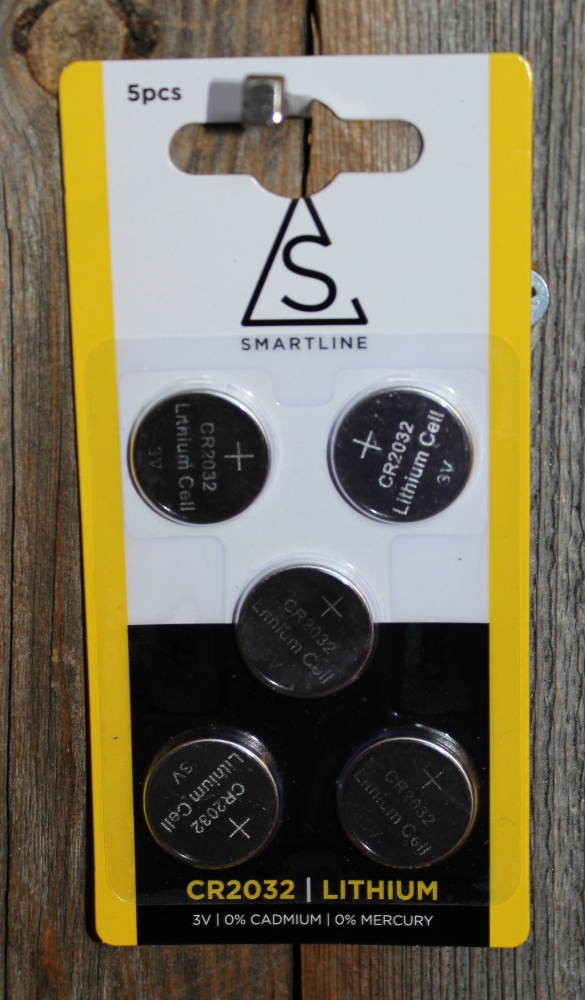 5pcs
S
SMARTLINE
CR2032
Lithium Cell
3V
+
CR2032
Lithium Cell
3V
+
CR2032
Lithium Cell
3V
+
CR2032
Lithium Cell
3V
+
CR2032
Lithium Cell
+
CR2032 | LITHIUM
3V | 0% CADMIUM | 0% MERCURY